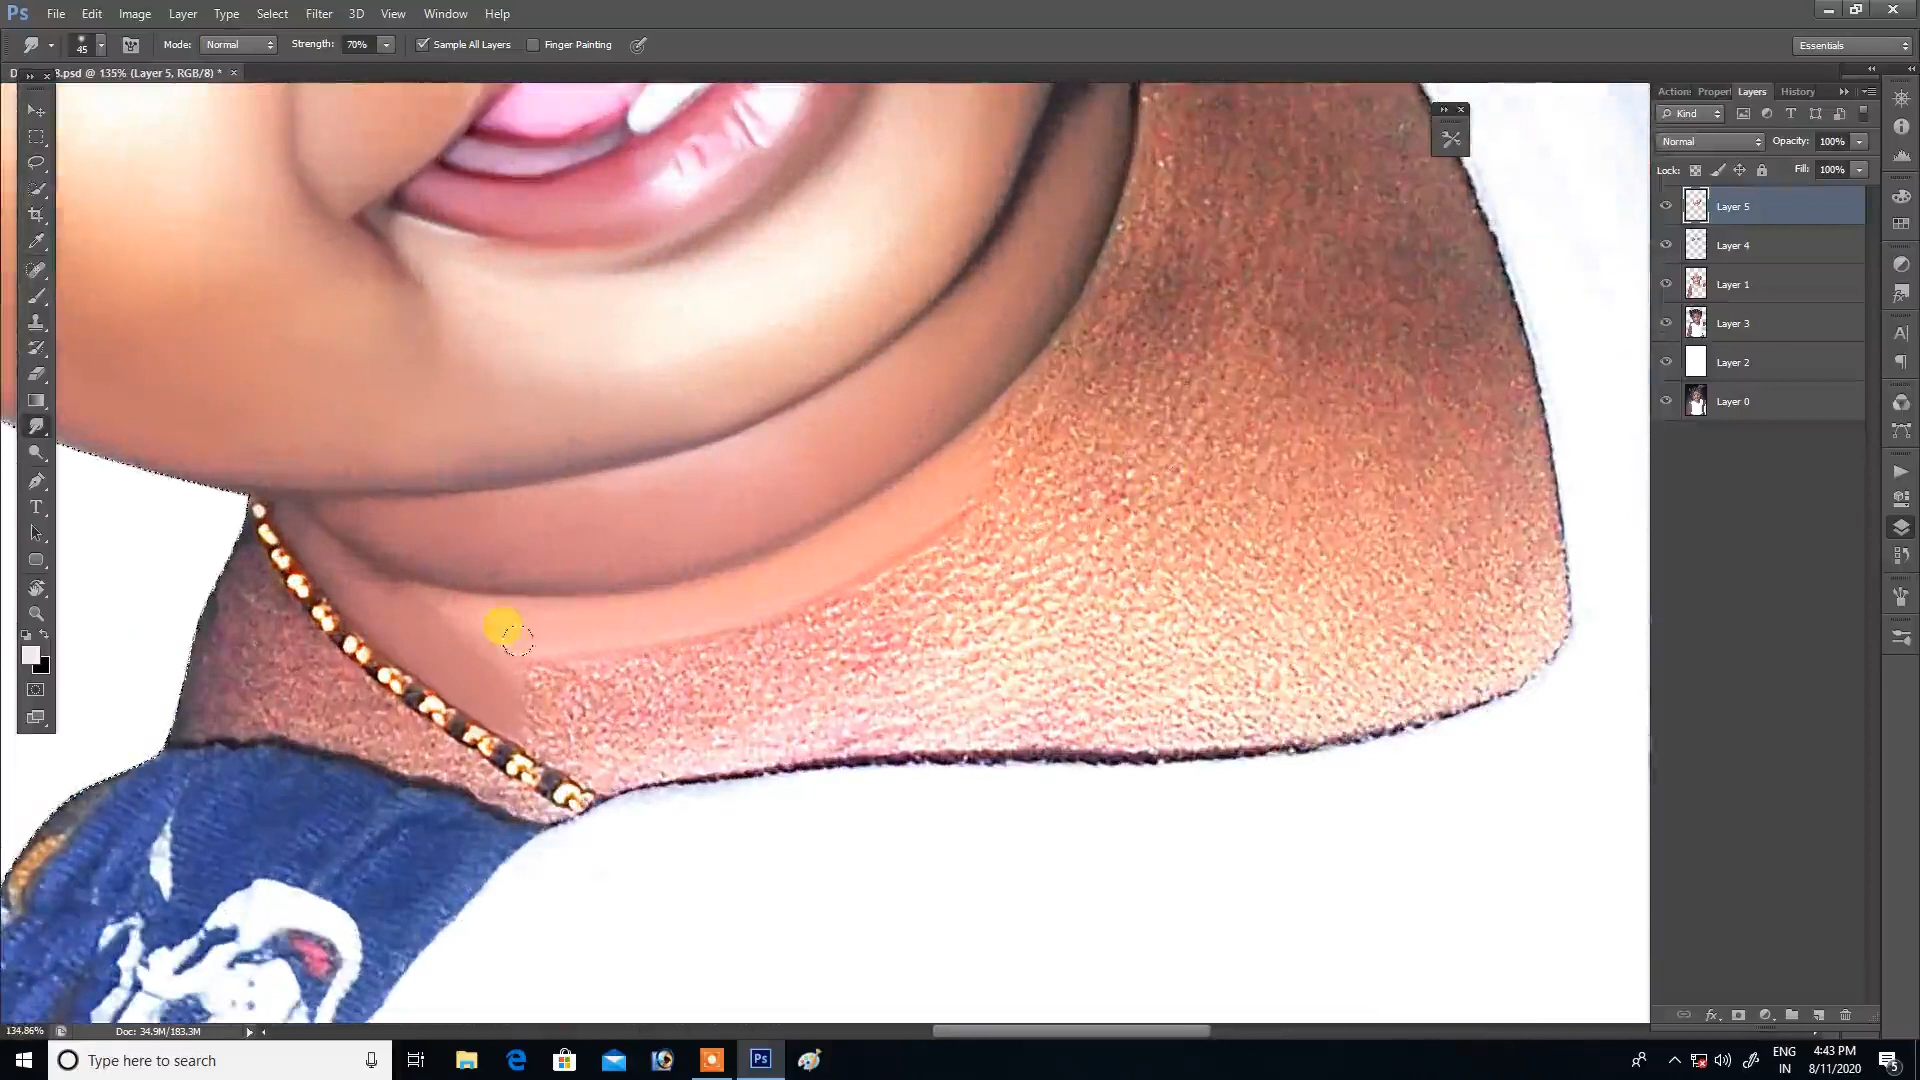 Ps File Edit Image Layer Type Select Filter 3D View Window Help
45 Mode: Normal Strength: 70% Sample All Layers Finger Painting Essentials
8.psd @ 135% (Layer 5, RGB/8) *
Layers History
Kind
Normal Opacity: 100%
Lock: Fill: 100%
Layer 5
Layer 4
Layer 1
Layer 3
Layer 2
Layer 0
134.86% Doc: 34.9M/183.3M
Type here to search
Ps
ENG 4:43 PM
IN 8/11/2020
5